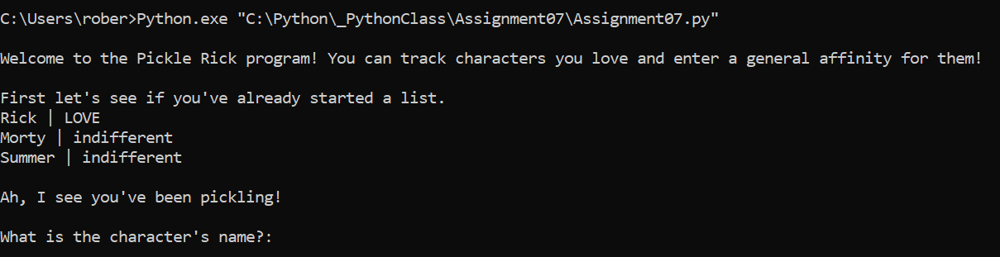 C:\Users\rober>Python.exe "C:\Python\_PythonClass\Assignment07\Assignment07.py"
Welcome to the Pickle Rick program! You can track characters you love and enter a general affinity for them!
First let's see if you've already started a list.
Rick | LOVE
Morty | indifferent
Summer | indifferent
Ah, I see you've been pickling!
What is the character's name?: